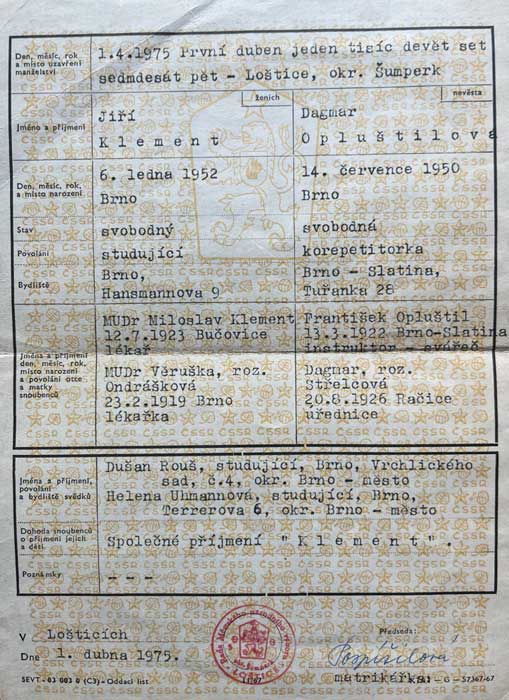 Den, měsíc, rok
a místo uzavření
manželství
1.4.1975 První duben jeden tisíc devět set
sedmdesát pět - Loštice, okr. Šumperk
ženich
nevěsta
Jméno a příjmení
Jiří
Klement
Dagmar
Opluštilová
Den, měsíc, rok,
a místo narození
6. ledna 1952
Brno
14. července 1950
Brno
Stav
svobodný
svobodná
Povolání
studující
korepetitorka
Bydliště
Brno,
Hansmannova 9
Brno - Slatina,
Tuřanka 28
Jména a příjmení
den, měsíc, rok,
místo narození
a povolání otce
a matky
snoubenců
MUDr Miloslav Klement
12.7.1923 Bučovice
lékař
František Opluštil
13.3.1922 Brno-Slatina
instruktor - svářeč
MUDr Věruška, roz.
Ondrášková
23.2.1919 Brno
lékařka
Dagmar, roz.
Střelcová
20.8.1926 Račice
úřednice
Jména a příjmení,
povolání
a bydliště svědků
Dušan Rouš, studující, Brno, Vrchlického
sad, č.4, okr. Brno - město
Helena Uhmannová, studující, Brno,
Terrerova 6, okr. Brno - město
Dohoda snoubenců
o příjmení jejich
a dětí
Společné příjmení "Klement".
Poznámky
- - -
V Lošticích
Dne 1. dubna 1975.
Předseda:
Pospíšilová
matrikářka:
SEVT - 03 003 0 (C3) - Oddací list